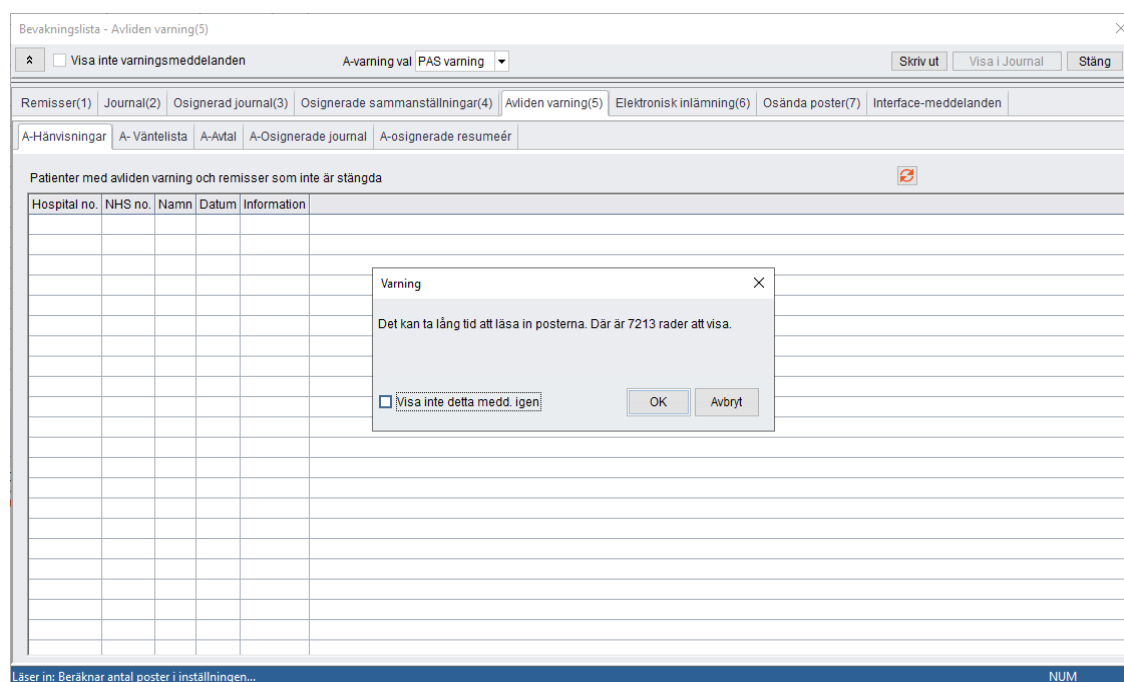 Bevakningslista - Avliden varning(5)
Visa inte varningsmeddelanden A-varning val PAS varning Skriv ut Visa i Journal Stäng
Remisser(1) Journal(2) Osignerad journal(3) Osignerade sammanställningar(4) Avliden varning(5) Elektronisk inlämning(6) Osända poster(7) Interface-meddelanden
A-Hänvisningar A- Väntelista A-Avtal A-Osignerade journal A-osignerade resumeér
Patienter med avliden varning och remisser som inte är stängda
Hospital no. NHS no. Namn Datum Information
Varning
Det kan ta lång tid att läsa in posterna. Där är 7213 rader att visa.
Visa inte detta medd. igen OK Avbryt
Läser in: Beräknar antal poster i inställningen... NUM